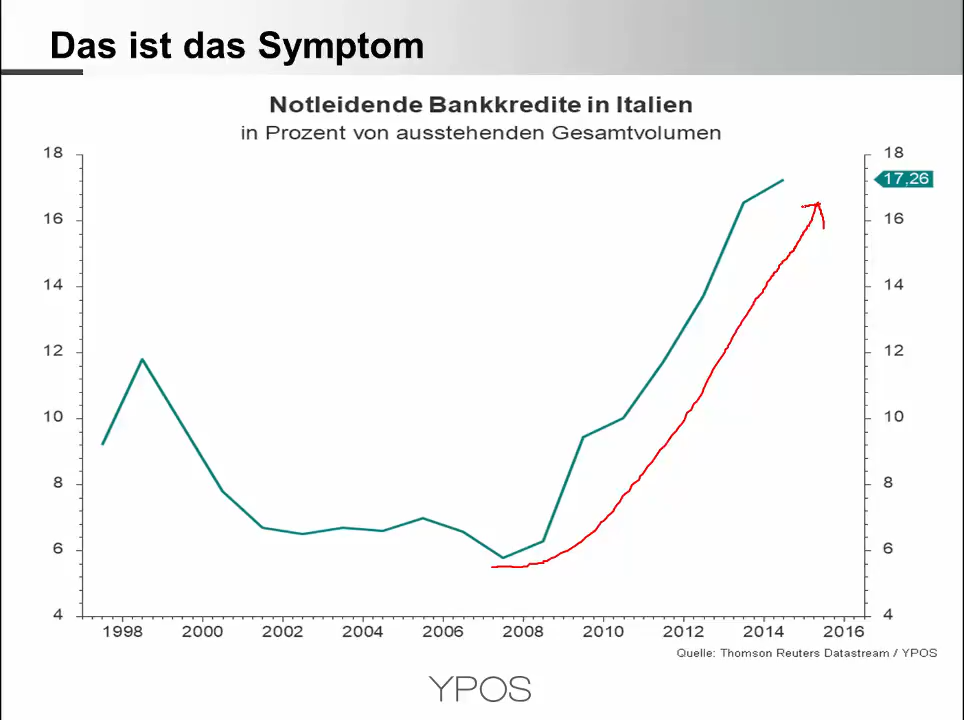 Das ist das Symptom
Notleidende Bankkredite in Italien
in Prozent von ausstehenden Gesamtvolumen
18 18
17,26
16 16
14 14
12 12
10 10
8 8
6 6
4 4
1998 2000 2002 2004 2006 2008 2010 2012 2014 2016
Quelle: Thomson Reuters Datastream / YPOS
YPOS